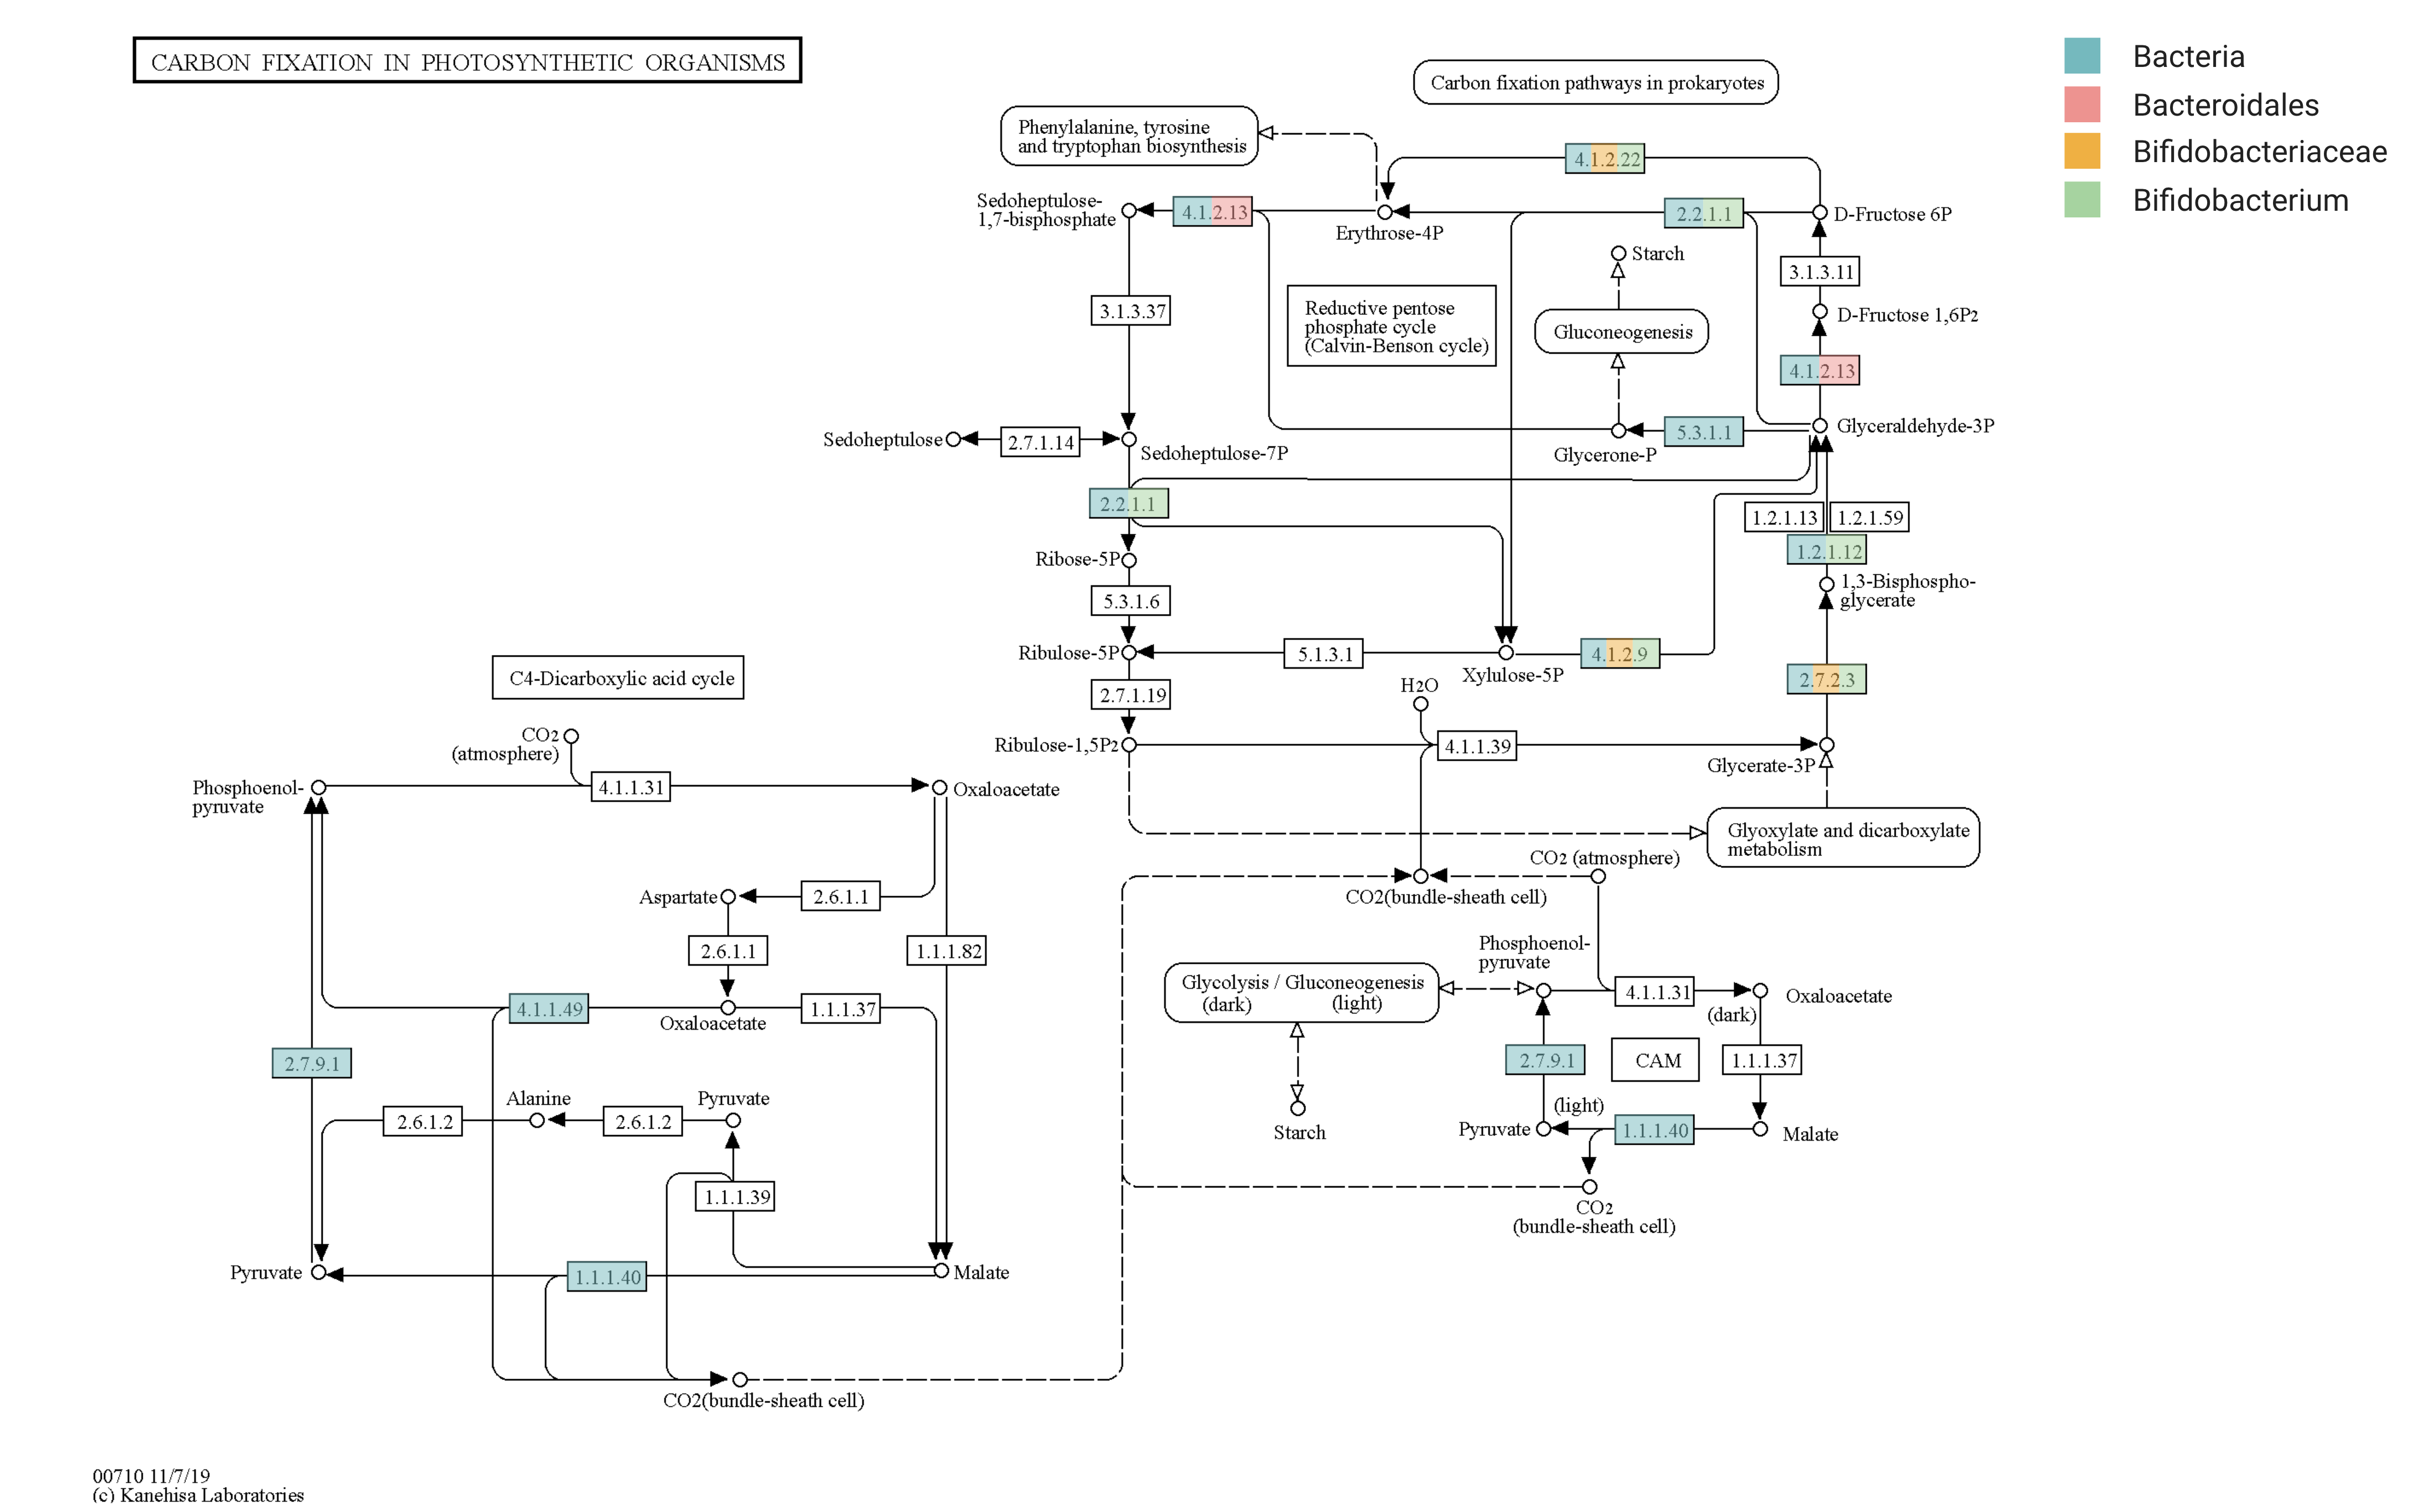 CARBON FIXATION IN PHOTOSYNTHETIC ORGANISMS
Bacteria
Bacteroidales
Bifidobacteriaceae
Bifidobacterium
Carbon fixation pathways in prokaryotes
Phenylalanine, tyrosine
and tryptophan biosynthesis
4.1.2.22
Sedoheptulose-
1,7-bisphosphate
4.1.2.13
Erythrose-4P
2.2.1.1
D-Fructose 6P
Starch
3.1.3.11
3.1.3.37
Reductive pentose
phosphate cycle
(Calvin-Benson cycle)
Gluconeogenesis
D-Fructose 1,6P2
4.1.2.13
Sedoheptulose
2.7.1.14
Sedoheptulose-7P
Glycerone-P
5.3.1.1
Glyceraldehyde-3P
2.2.1.1
1.2.1.13
1.2.1.59
1.2.1.12
Ribose-5P
1,3-Bisphospho-
glycerate
5.3.1.6
Ribulose-5P
5.1.3.1
Xylulose-5P
4.1.2.9
2.7.2.3
2.7.1.19
H2O
Ribulose-1,5P2
4.1.1.39
Glycerate-3P
Glyoxylate and dicarboxylate
metabolism
C4-Dicarboxylic acid cycle
CO2
(atmosphere)
Phosphoenol-
pyruvate
4.1.1.31
Oxaloacetate
Aspartate
2.6.1.1
2.6.1.1
1.1.1.82
4.1.1.49
Oxaloacetate
1.1.1.37
2.7.9.1
Alanine
Pyruvate
2.6.1.2
2.6.1.2
1.1.1.39
Pyruvate
1.1.1.40
Malate
CO2(bundle-sheath cell)
CO2 (atmosphere)
CO2(bundle-sheath cell)
Phosphoenol-
pyruvate
Glycolysis / Gluconeogenesis
(dark) (light)
4.1.1.31
Oxaloacetate
(dark)
2.7.9.1
CAM
1.1.1.37
Starch
(light)
Pyruvate
1.1.1.40
Malate
CO2
(bundle-sheath cell)
00710 11/7/19
(c) Kanehisa Laboratories